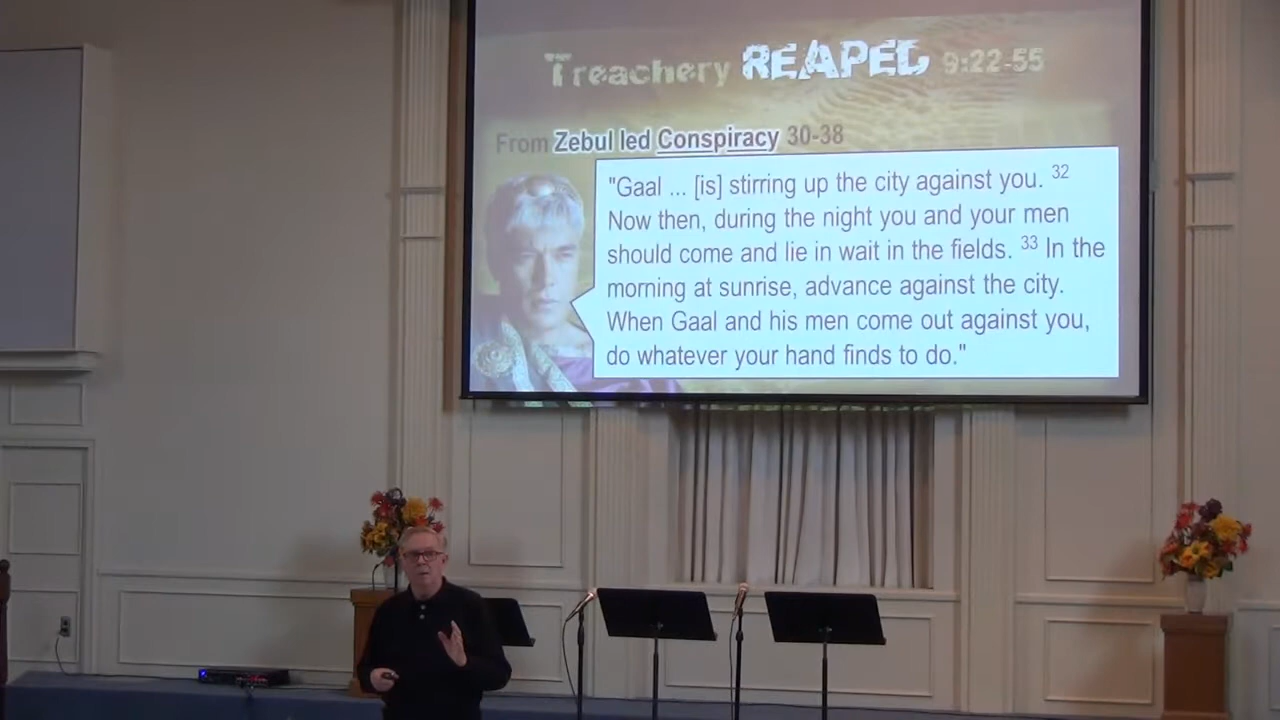 Treachery REAPED 9:22-55
From Zebul led Conspiracy 30-38
"Gaal ... [is] stirring up the city against you. 32
Now then, during the night you and your men
should come and lie in wait in the fields. 33 In the
morning at sunrise, advance against the city.
When Gaal and his men come out against you,
do whatever your hand finds to do."